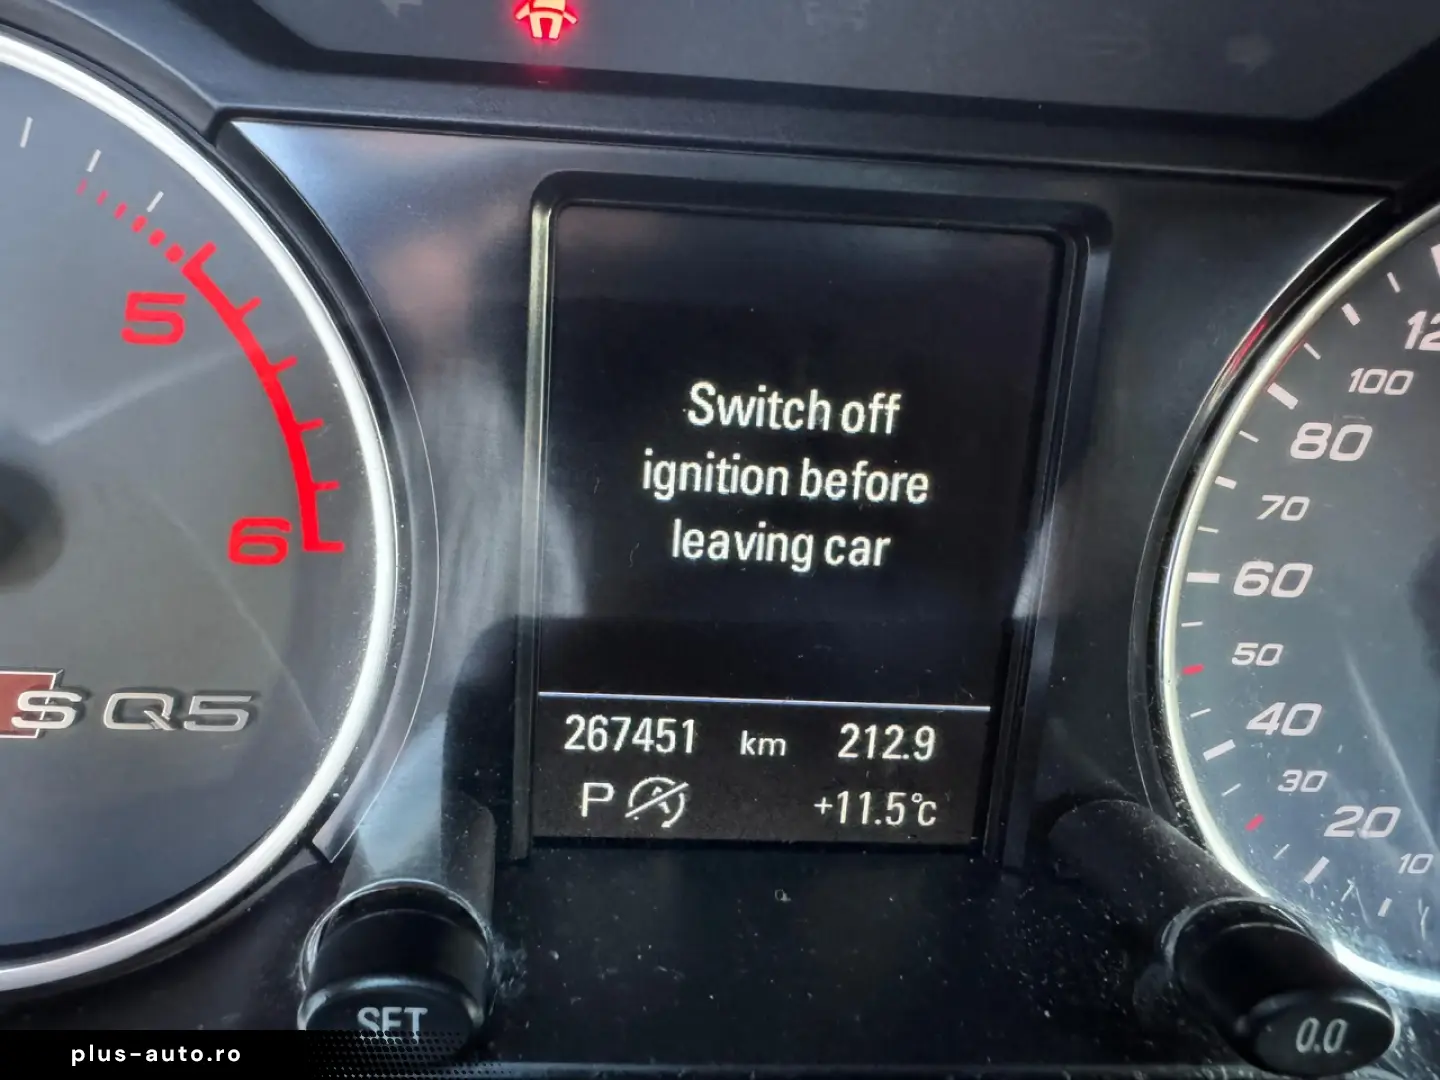 5
6
SQ5
Switch off
ignition before
leaving car
267451 km 212.9
P +11.5°C
100
80
70
60
50
40
30
20
10
SET
0.0
plus-auto.ro